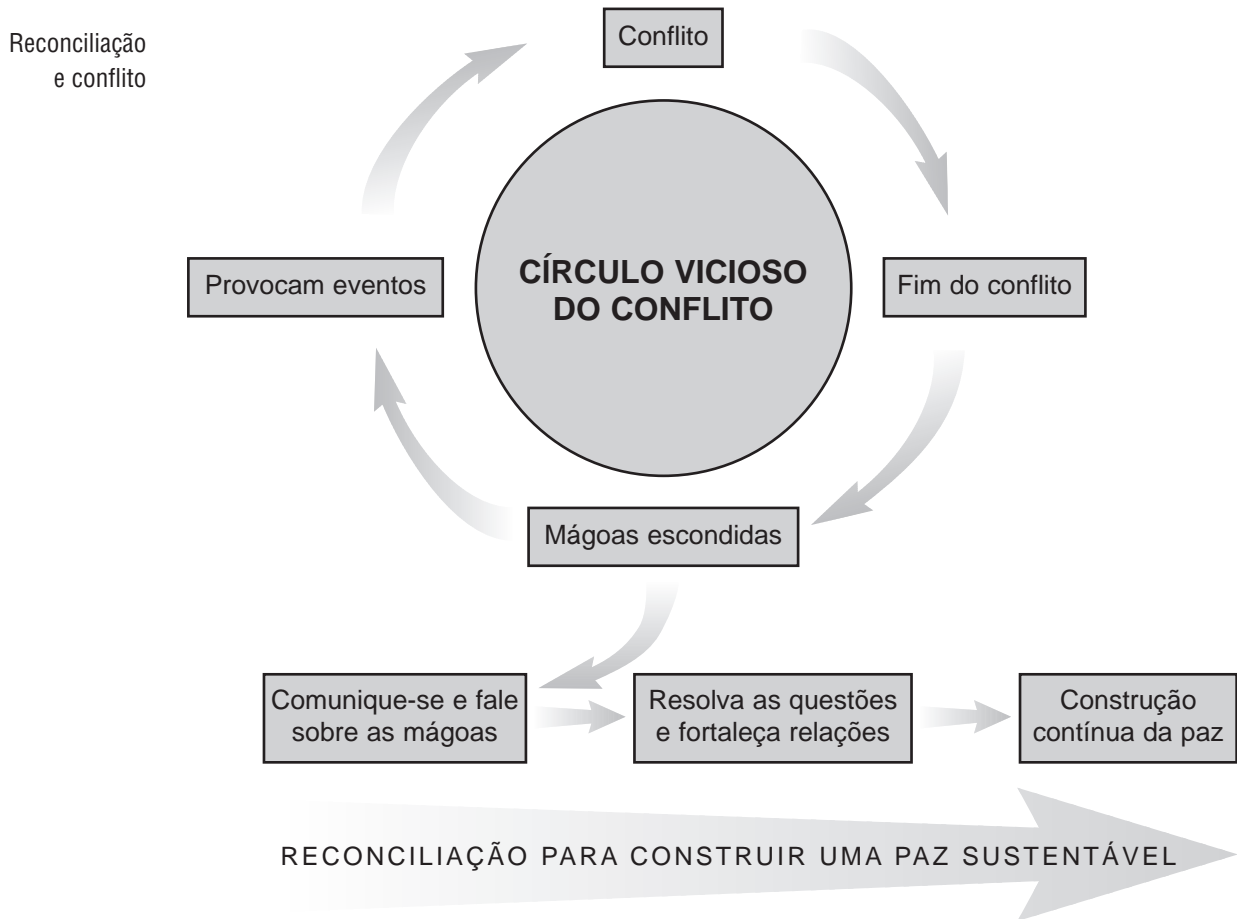 Reconciliação
e conflito
Conflito
CÍRCULO VICIOSO
DO CONFLITO
Provocam eventos
Fim do conflito
Mágoas escondidas
Comunique-se e fale
sobre as mágoas
Resolva as questões
e fortaleça relações
Construção
contínua da paz
RECONCILIAÇÃO PARA CONSTRUIR UMA PAZ SUSTENTÁVEL